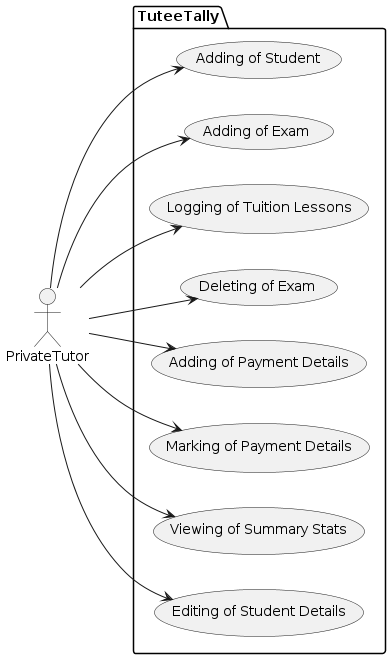 TuteeTally
Adding of Student
Adding of Exam
Logging of Tuition Lessons
Deleting of Exam
PrivateTutor
Adding of Payment Details
Marking of Payment Details
Viewing of Summary Stats
Editing of Student Details